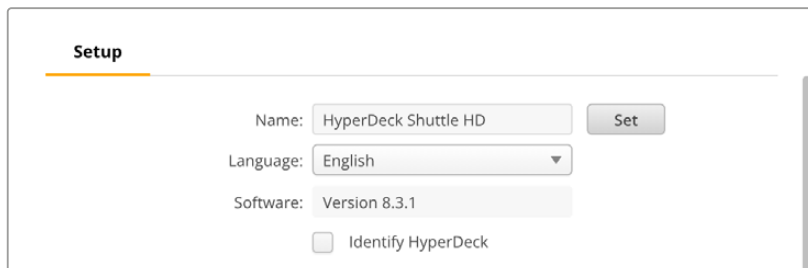 Setup
Name: HyperDeck Shuttle HD Set
Language: English
Software: Version 8.3.1
Identify HyperDeck